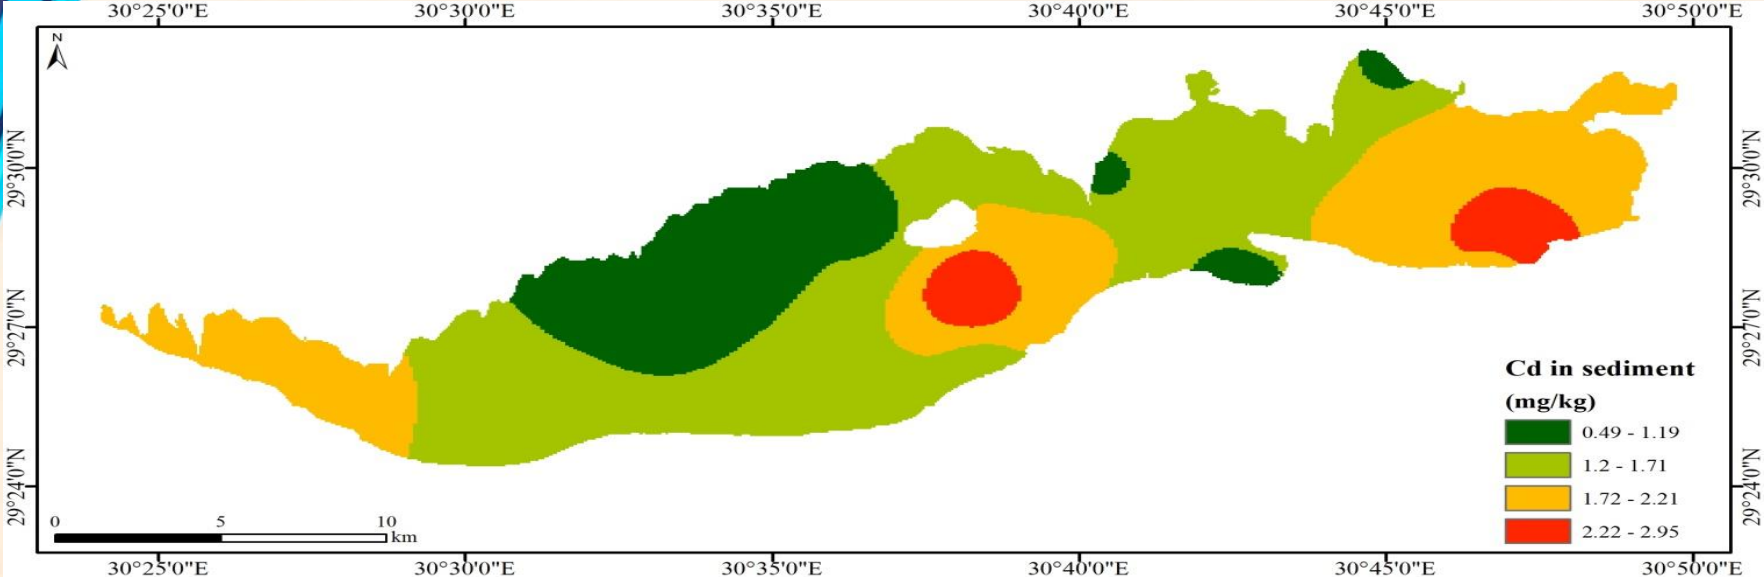 30°25'0"E 30°30'0"E 30°35'0"E 30°40'0"E 30°45'0"E 30°50'0"E
N
29°30'0"N 29°30'0"N
29°27'0"N 29°27'0"N
29°24'0"N 29°24'0"N
Cd in sediment
(mg/kg)
0.49 - 1.19
1.2 - 1.71
1.72 - 2.21
2.22 - 2.95
0 5 10
km
30°25'0"E 30°30'0"E 30°35'0"E 30°40'0"E 30°45'0"E 30°50'0"E